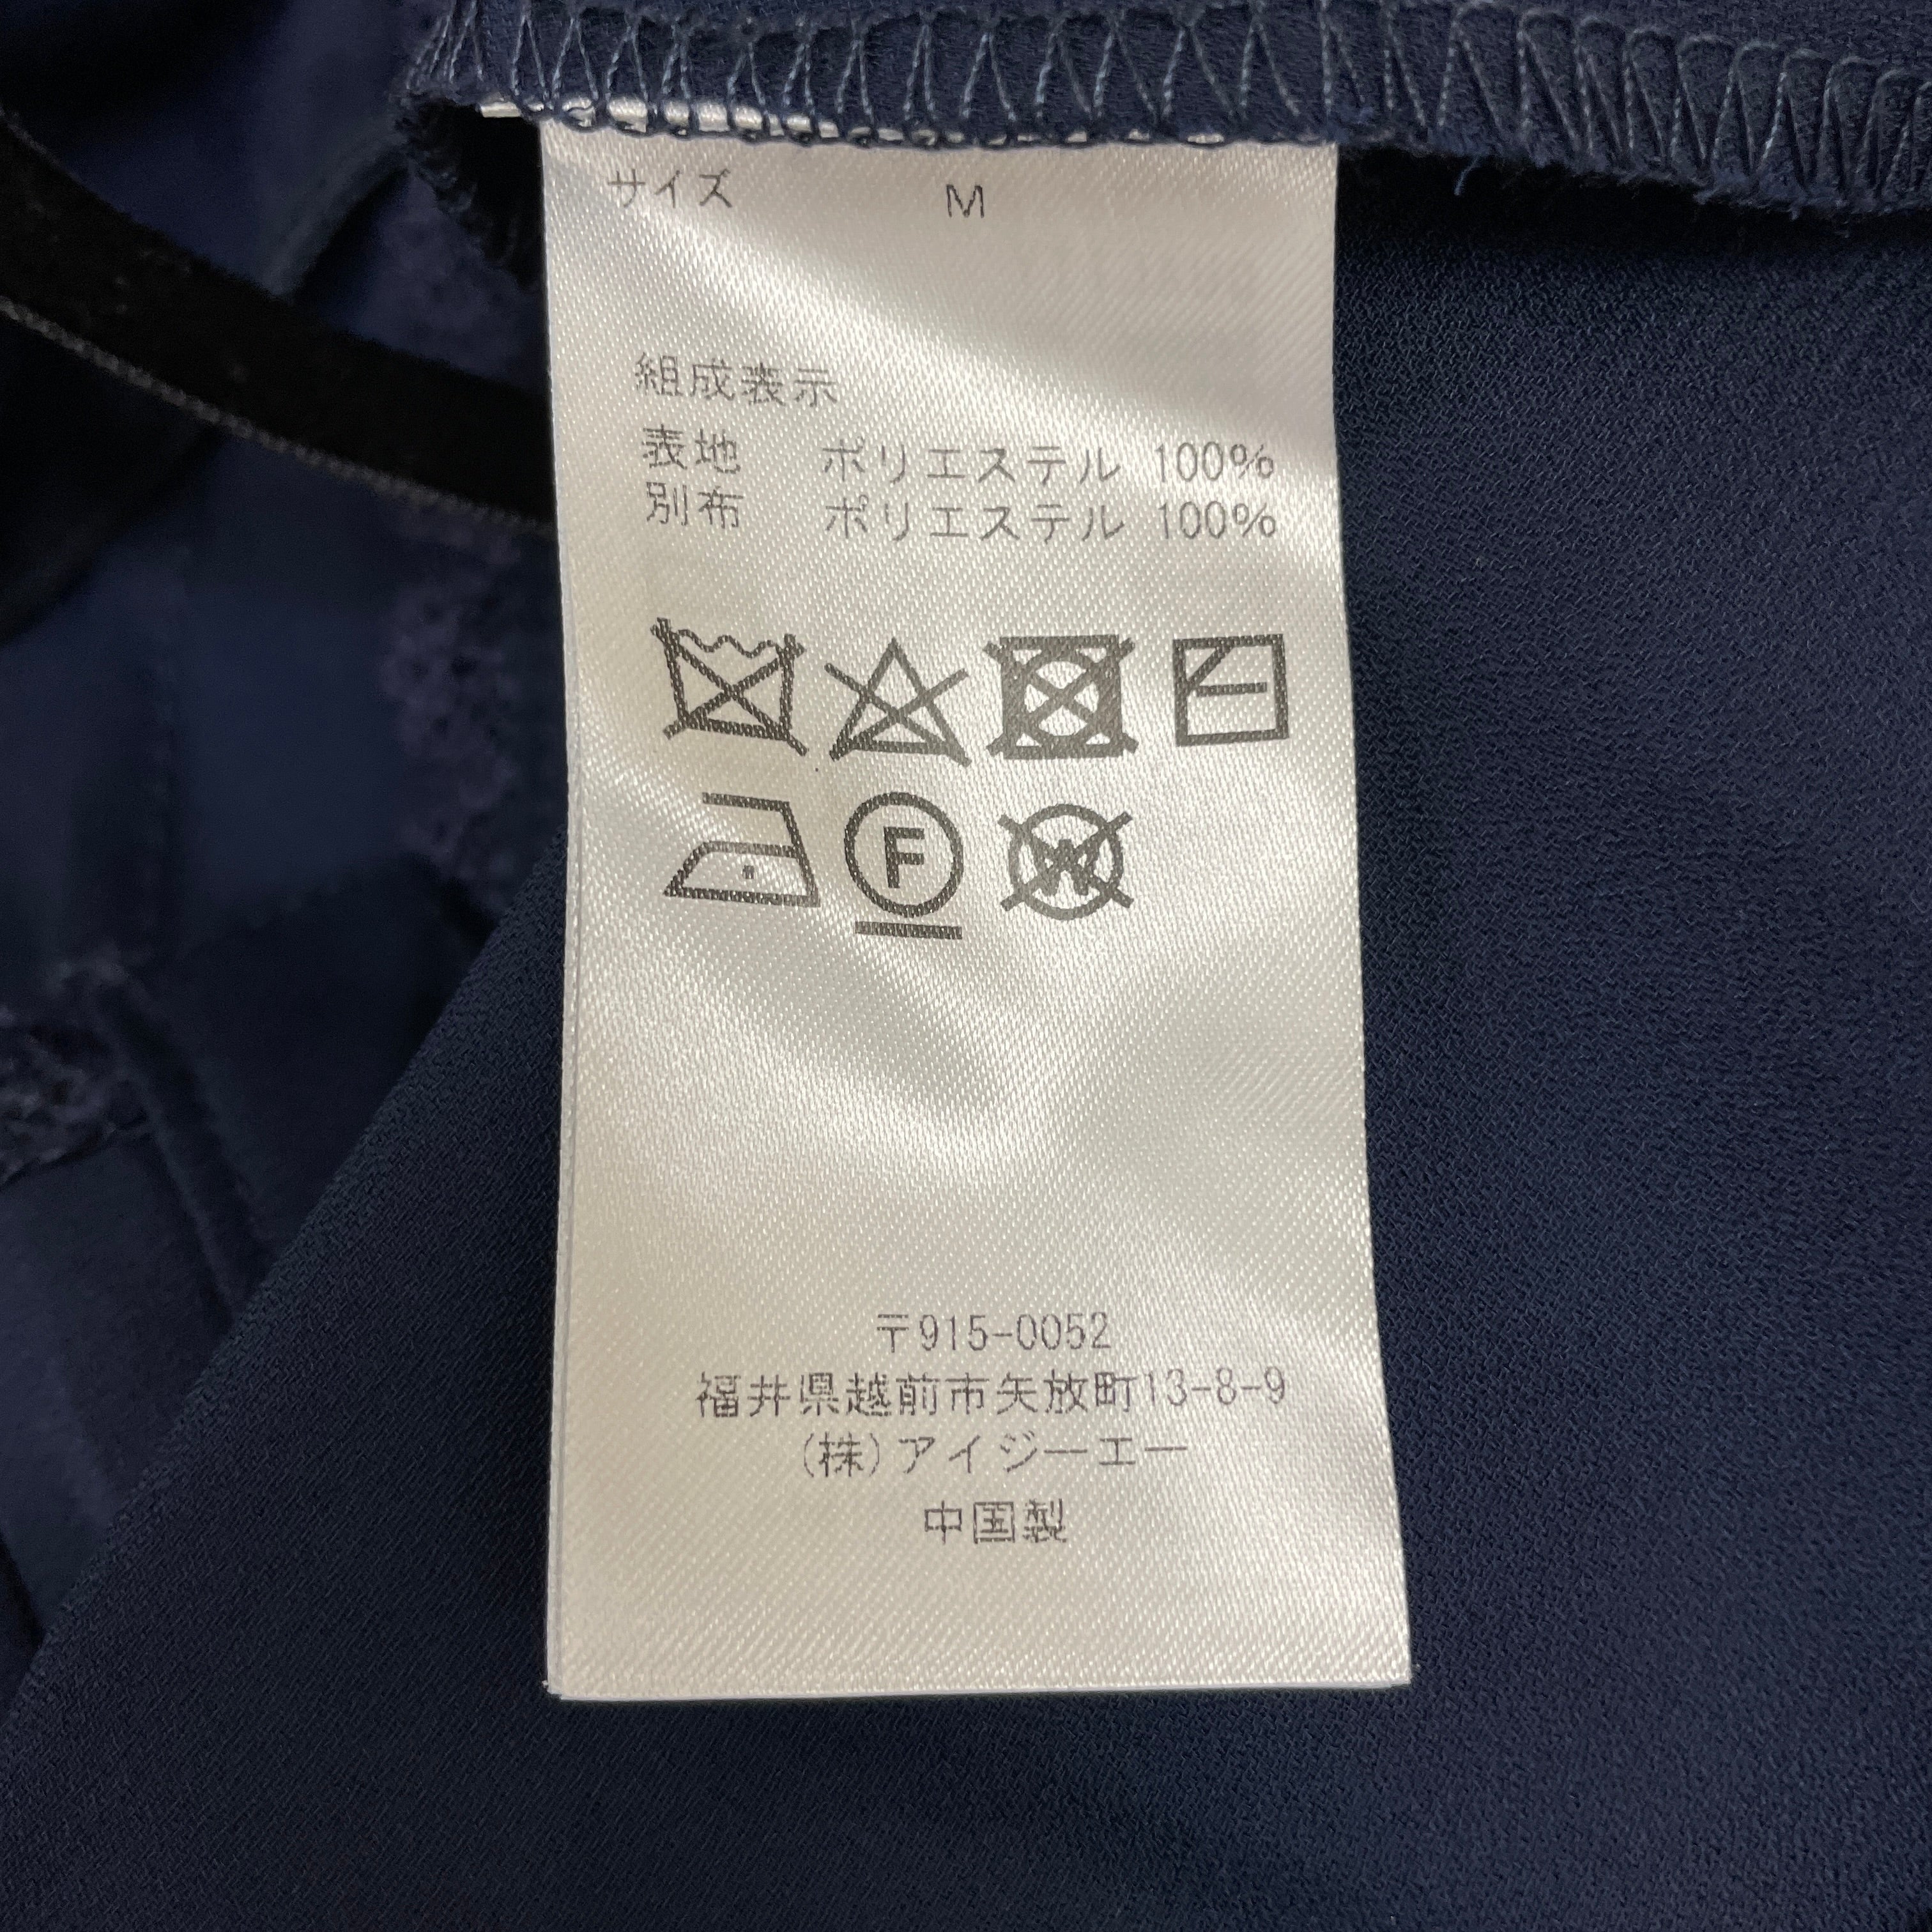 サイズ M
組成表示
表地 ポリエステル 100%
別布 ポリエステル 100%
F W
〒915-0052
福井県越前市矢放町13-8-9
(株)アイジーエー
中国製